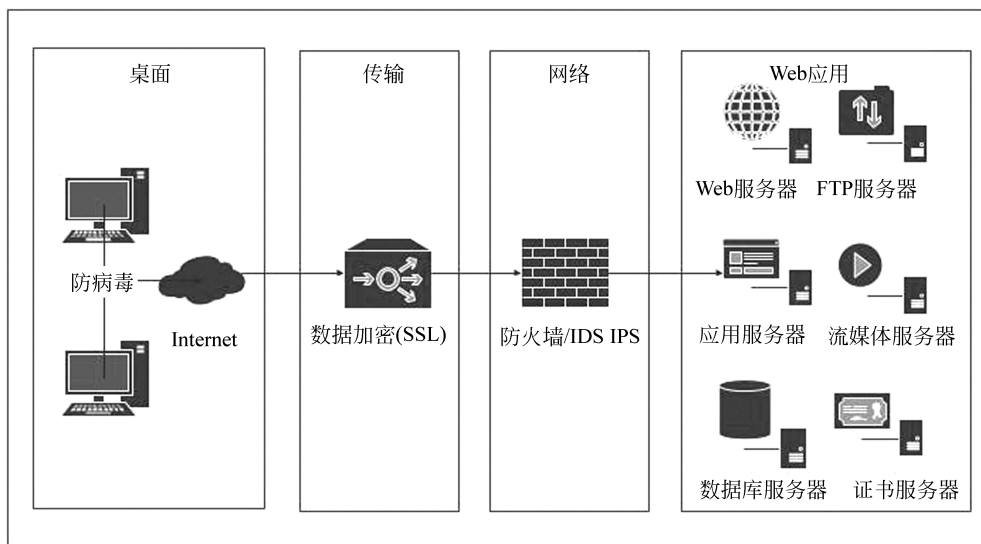 桌面
防病毒
Internet
传输
数据加密(SSL)
网络
防火墙/IDS IPS
Web应用
Web服务器
FTP服务器
应用服务器
流媒体服务器
数据库服务器
证书服务器